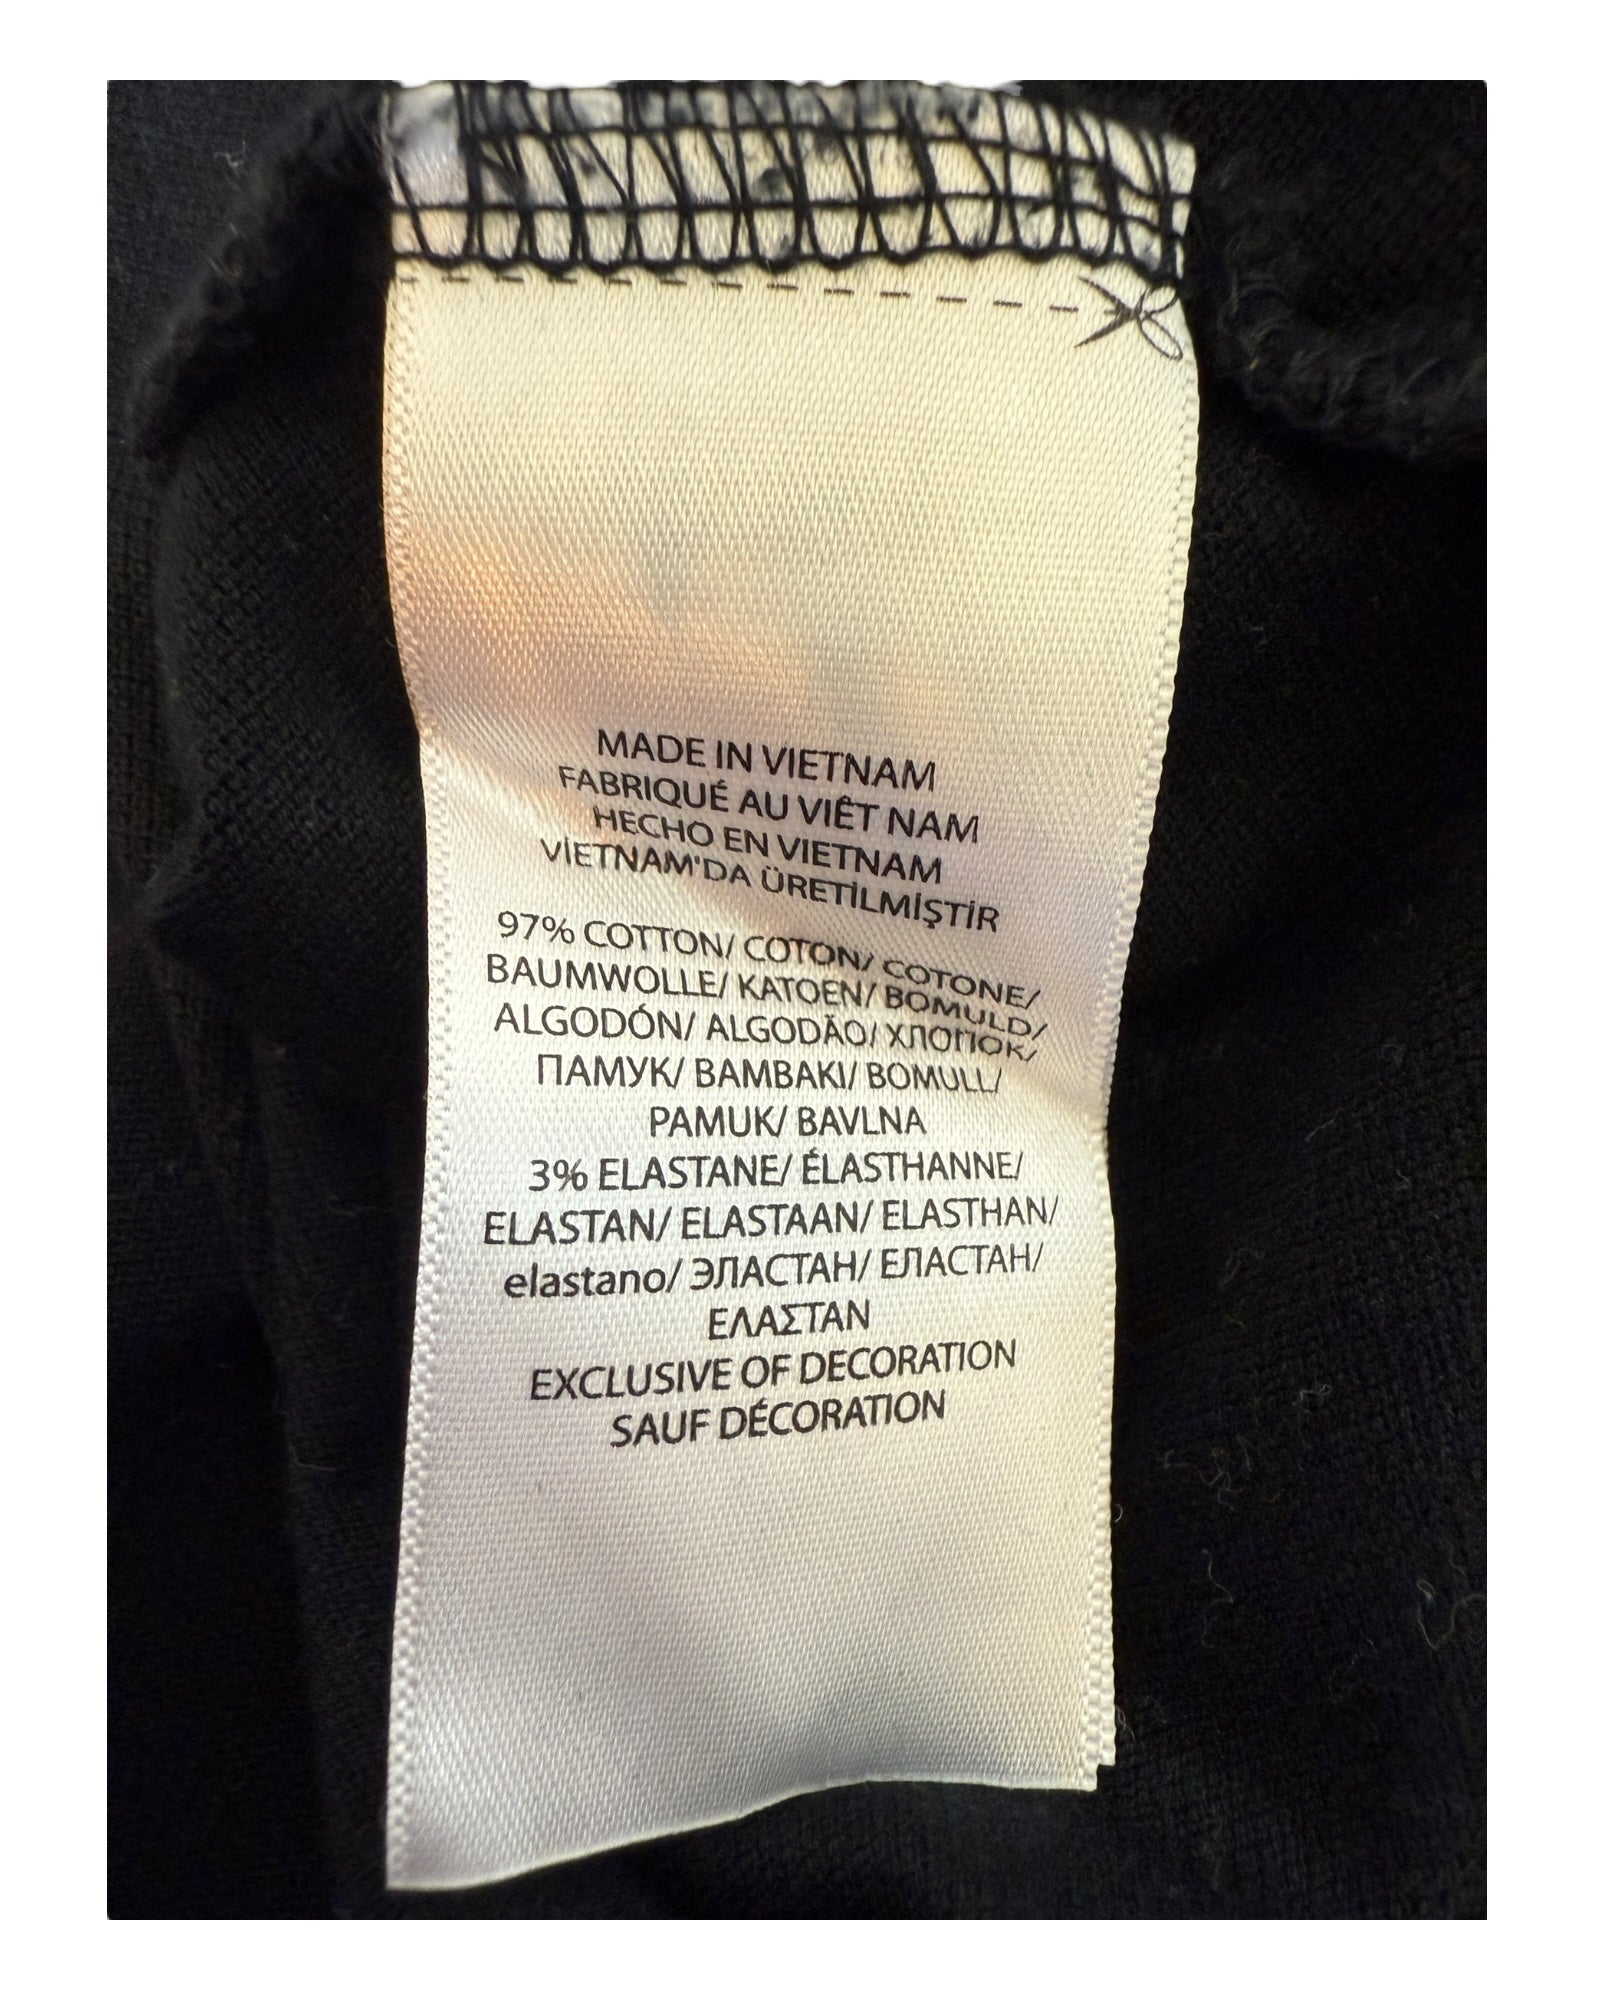 MADE IN VIETNAM
FABRIQUÉ AU VIÊT NAM
HECHO EN VIETNAM
VİETNAM'DA ÜRETİLMİŞTİR
97% COTTON/ COTON/ COTONE/
BAUMWOLLE/ KATOEN/ BOMULD/
ALGODÓN/ ALGODÃO/ ХЛОПОК/
ПАМУК/ BAMBAKI/ BOMULL/
PAMUK/ BAVLNA
3% ELASTANE/ ÉLASTHANNE/
ELASTAN/ ELASTAAN/ ELASTHAN/
elastano/ ЭЛАСТАН/ ЕЛАСТАН/
ΕΛΑΣΤΑΝ
EXCLUSIVE OF DECORATION
SAUF DÉCORATION